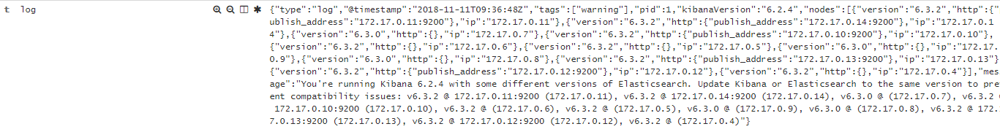 t log {"type":"log","@timestamp":"2018-11-11T09:36:48Z","tags":["warning"],"pid":1,"kibanaVersion":"6.2.4","nodes":[{"version":"6.3.2","http":{"
ublish_address":"172.17.0.11:9200"},"ip":"172.17.0.11"},{"version":"6.3.2","http":{"publish_address":"172.17.0.14:9200"},"ip":"172.17.0.1
4"},{"version":"6.3.0","http":{},"ip":"172.17.0.7"},{"version":"6.3.2","http":{"publish_address":"172.17.0.10:9200"},"ip":"172.17.0.10"},
{"version":"6.3.2","http":{},"ip":"172.17.0.6"},{"version":"6.3.2","http":{},"ip":"172.17.0.5"},{"version":"6.3.0","http":{},"ip":"172.17.
0.9"},{"version":"6.3.0","http":{},"ip":"172.17.0.8"},{"version":"6.3.2","http":{"publish_address":"172.17.0.13:9200"},"ip":"172.17.0.13"}
{"version":"6.3.2","http":{"publish_address":"172.17.0.12:9200"},"ip":"172.17.0.12"},{"version":"6.3.2","http":{},"ip":"172.17.0.4"}],"mes
age":"You're running Kibana 6.2.4 with some different versions of Elasticsearch. Update Kibana or Elasticsearch to the same version to pre
ent compatibility issues: v6.3.2 @ 172.17.0.11:9200 (172.17.0.11), v6.3.2 @ 172.17.0.14:9200 (172.17.0.14), v6.3.0 @ (172.17.0.7), v6.3.2
172.17.0.10:9200 (172.17.0.10), v6.3.2 @ (172.17.0.6), v6.3.2 @ (172.17.0.5), v6.3.0 @ (172.17.0.9), v6.3.0 @ (172.17.0.8), v6.3.2 @ 172.
7.0.13:9200 (172.17.0.13), v6.3.2 @ 172.17.0.12:9200 (172.17.0.12), v6.3.2 @ (172.17.0.4)"}